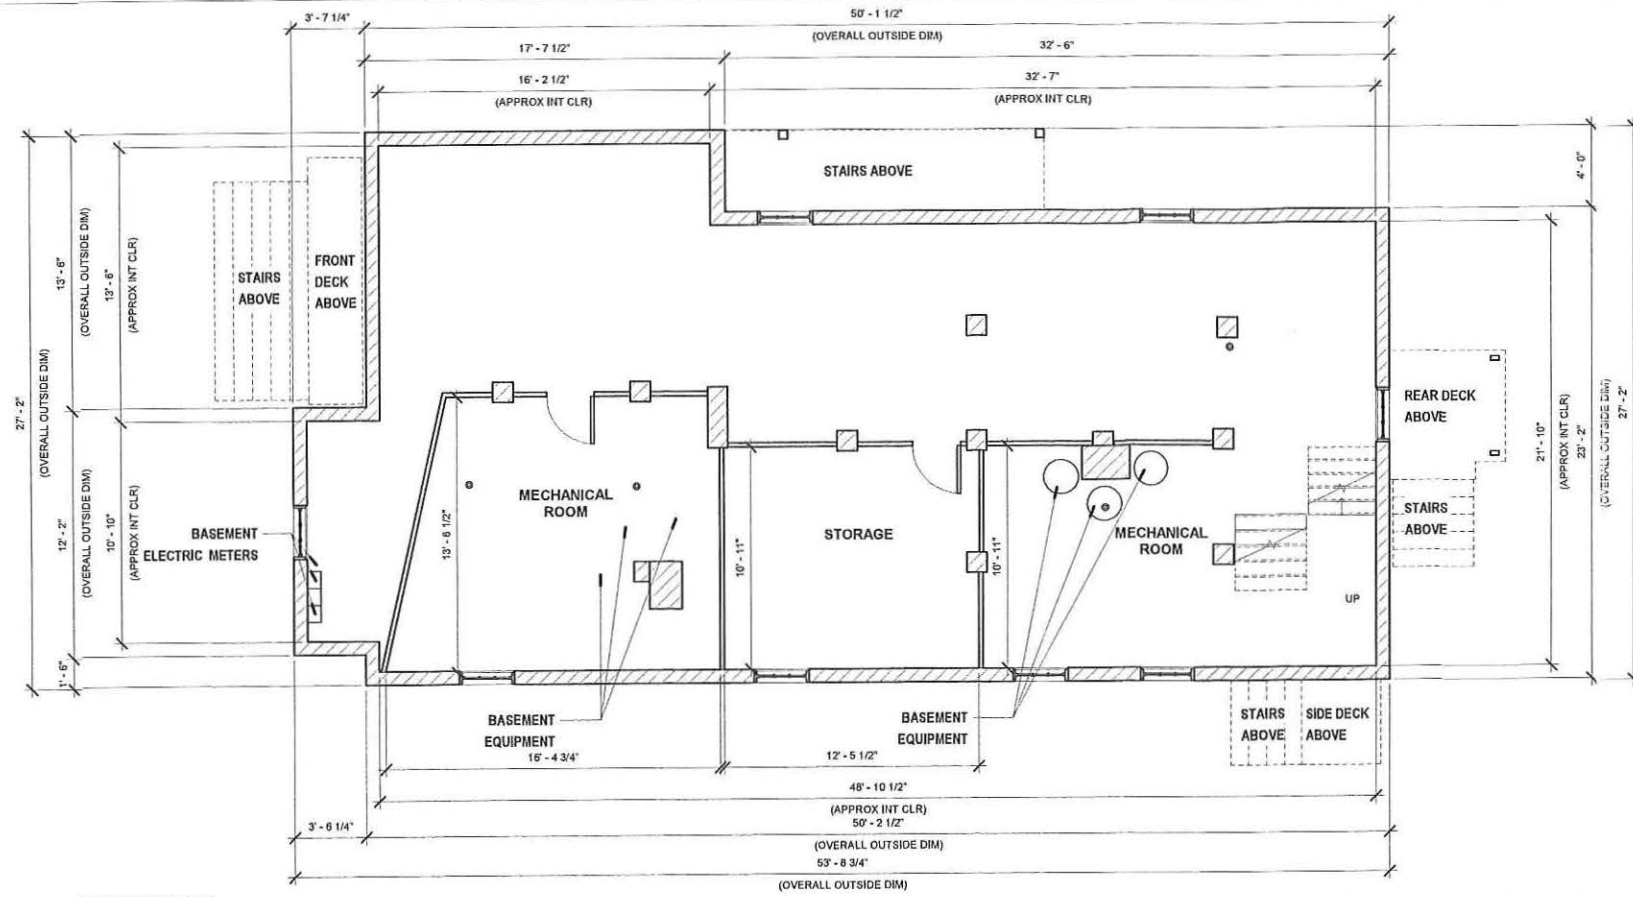 3' - 7 1/4"
50' - 1 1/2"
(OVERALL OUTSIDE DIM)
17' - 7 1/2"
32' - 6"
16' - 2 1/2"
(APPROX INT CLR)
32' - 7"
(APPROX INT CLR)
STAIRS ABOVE
4' - 0"
13' - 6"
(OVERALL OUTSIDE DIM)
13' - 6"
(APPROX INT CLR)
STAIRS
ABOVE
FRONT
DECK
ABOVE
27' - 2"
(OVERALL OUTSIDE DIM)
12' - 2"
(OVERALL OUTSIDE DIM)
10' - 10"
(APPROX INT CLR)
1' - 6"
BASEMENT
ELECTRIC METERS
13' - 6 1/2"
MECHANICAL
ROOM
10' - 11"
STORAGE
10' - 11"
MECHANICAL
ROOM
UP
REAR DECK
ABOVE
STAIRS
ABOVE
21' - 10"
(APPROX INT CLR)
23' - 2"
(OVERALL OUTSIDE DIM)
27' - 2"
BASEMENT
EQUIPMENT
BASEMENT
EQUIPMENT
STAIRS
ABOVE
SIDE DECK
ABOVE
16' - 4 3/4"
12' - 5 1/2"
48' - 10 1/2"
(APPROX INT CLR)
3' - 6 1/4"
50' - 2 1/2"
(OVERALL OUTSIDE DIM)
53' - 8 3/4"
(OVERALL OUTSIDE DIM)